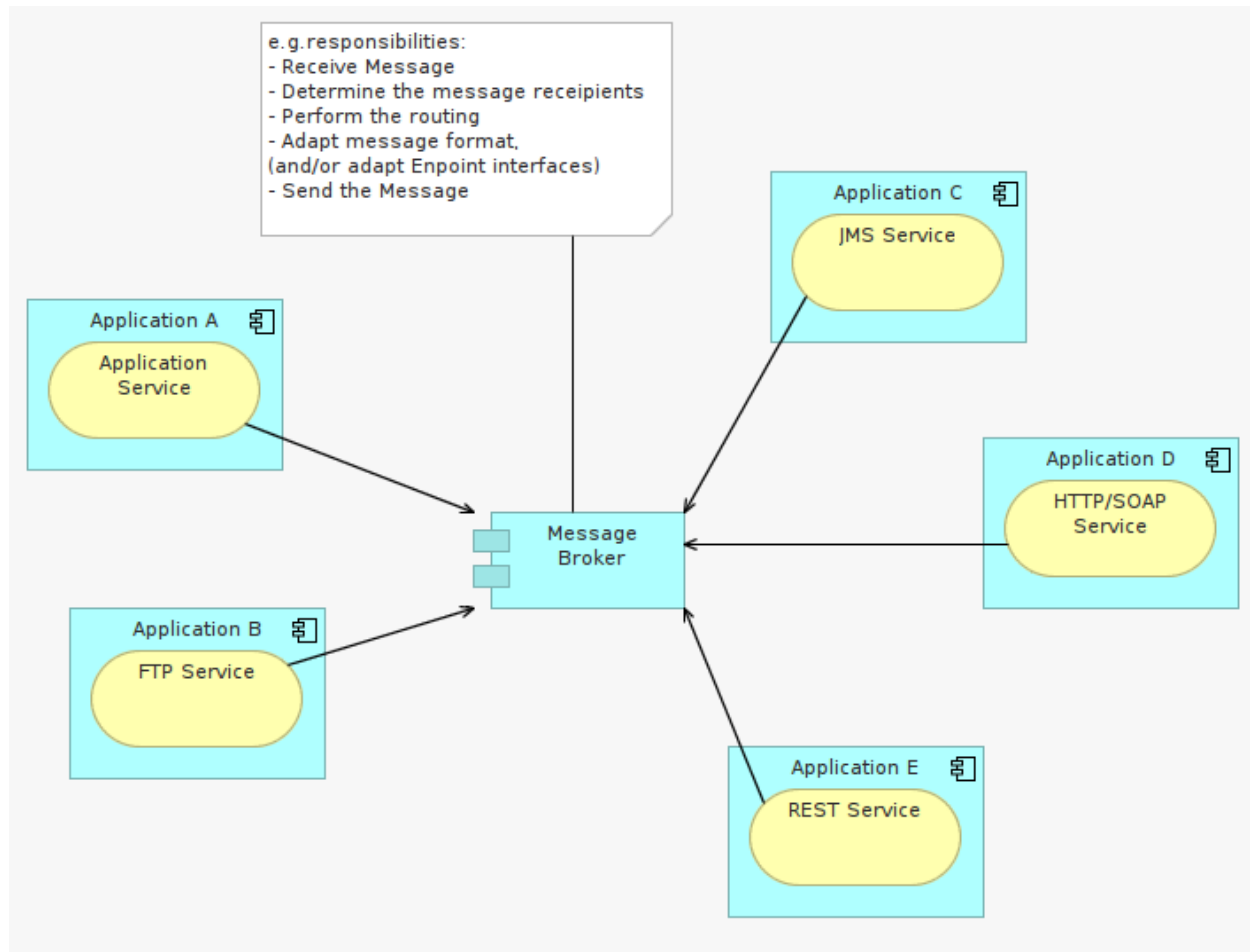 e.g.responsibilities:
- Receive Message
- Determine the message receipients
- Perform the routing
- Adapt message format,
(and/or adapt Enpoint interfaces)
- Send the Message
Application C
JMS Service
Application A
Application
Service
Application D
HTTP/SOAP
Service
Message
Broker
Application B
FTP Service
Application E
REST Service